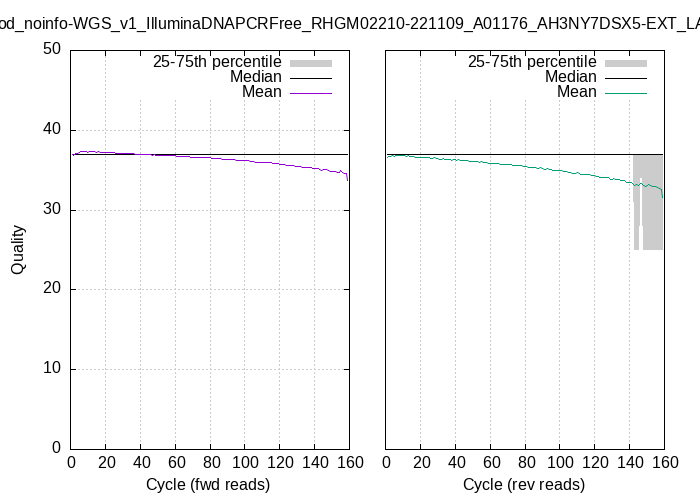 od_noinfo-WGS_v1_IlluminaDNAPCRFree_RHGM02210-221109_A01176_AH3NY7DSX5-EXT_LA
25-75th percentile
Median
Mean
50
40
30
20
10
0
Quality
0 20 40 60 80 100 120 140 160
Cycle (fwd reads)
25-75th percentile
Median
Mean
0 20 40 60 80 100 120 140 160
Cycle (rev reads)